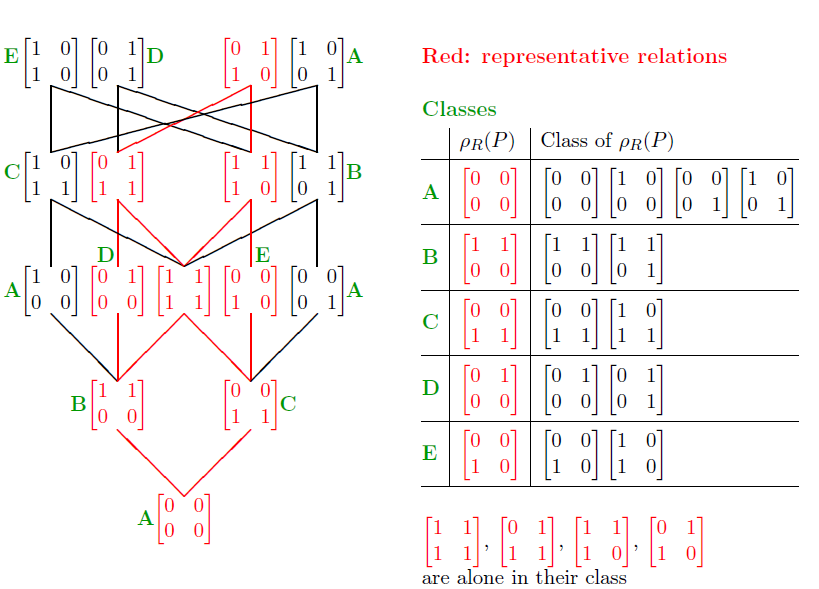 E [1 0] [0 1] D [0 1] [1 0] A
[1 0] [0 1] [1 0] [0 1]
C [1 0] [0 1] [1 1] [1 1] B
[1 1] [1 1] [1 0] [0 1]
D E
A [1 0] [0 1] [1 1] [0 0] [0 0] A
[0 0] [0 0] [1 1] [1 0] [0 1]
B [1 1] [0 0] C
[0 0] [1 1]
A [0 0]
[0 0]
Red: representative relations
Classes
ρR(P) Class of ρR(P)
A [0 0] [0 0] [1 0] [0 0] [1 0]
[0 0] [0 0] [0 0] [0 1] [0 1]
B [1 1] [1 1] [1 1]
[0 0] [0 0] [0 1]
C [0 0] [0 0] [1 0]
[1 1] [1 1] [1 1]
D [0 1] [0 1] [0 1]
[0 0] [0 0] [0 1]
E [0 0] [0 0] [1 0]
[1 0] [1 0] [1 0]
[1 1], [0 1], [1 1], [0 1]
[1 1] [1 1] [1 0] [1 0]
are alone in their class